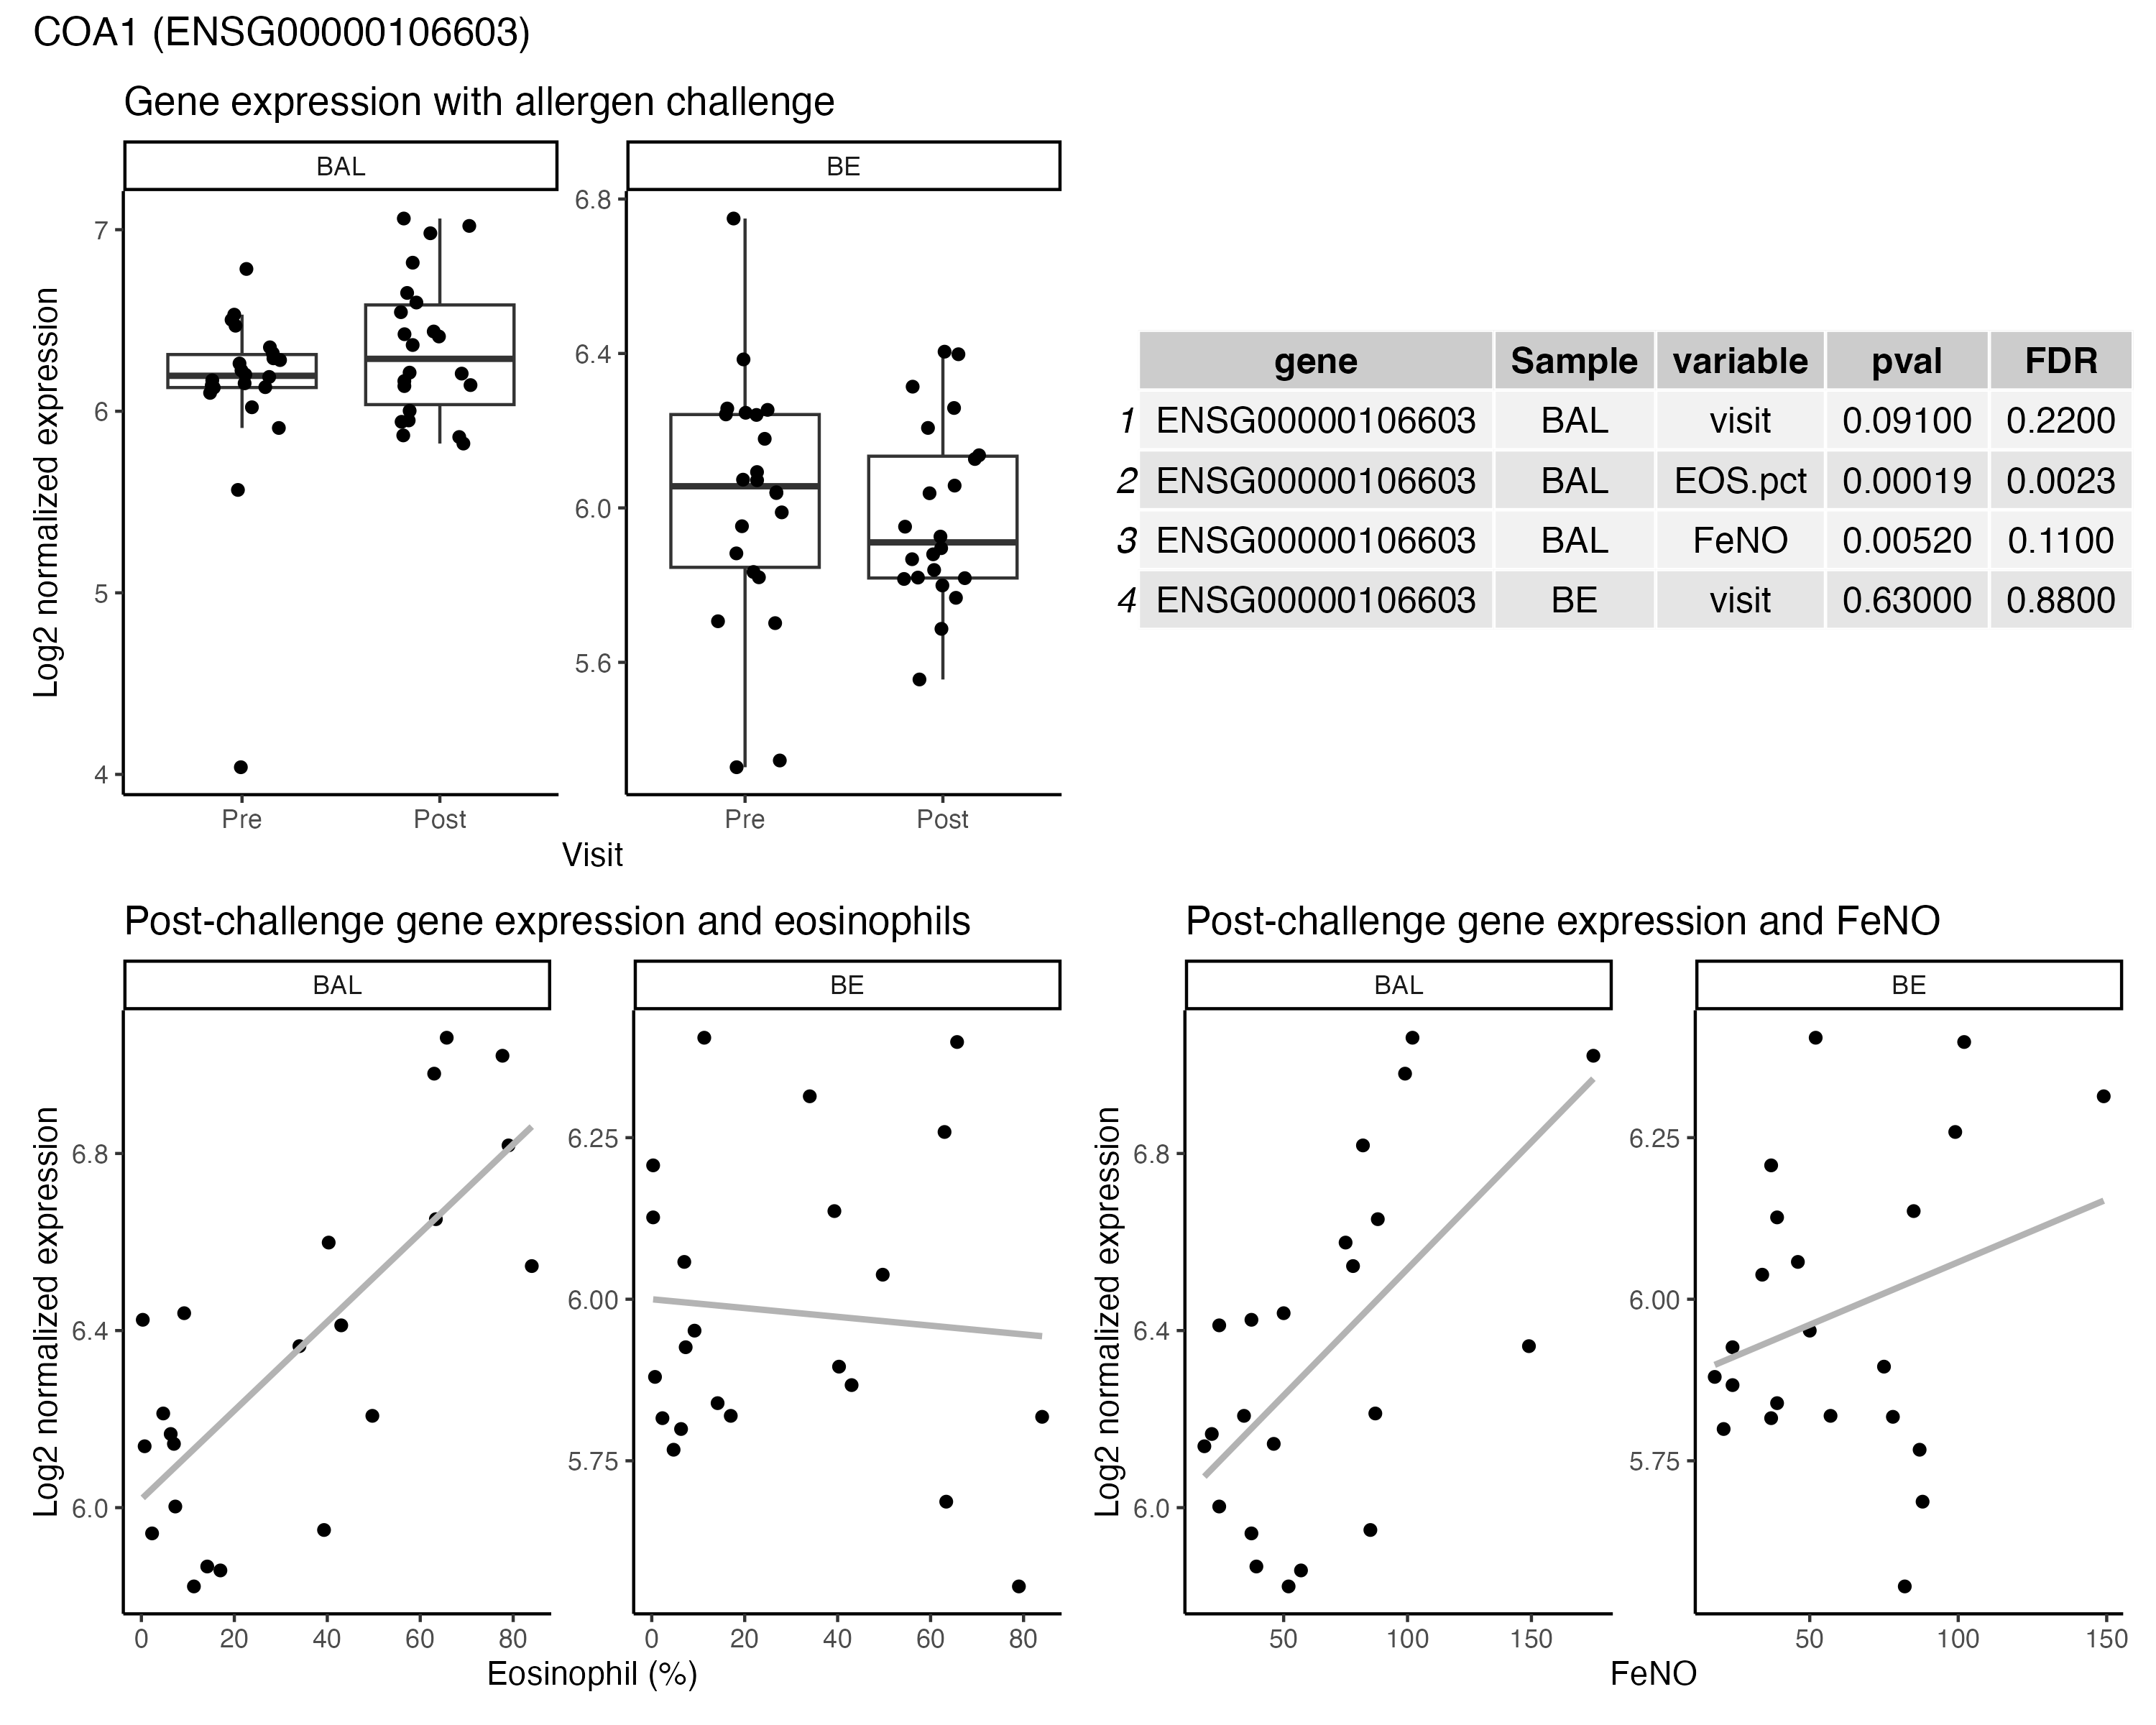 COA1 (ENSG00000106603)
Gene expression with allergen challenge
BAL
BE
Log2 normalized expression
7
6
5
4
6.8
6.4
6.0
5.6
Pre
Post
Pre
Post
Visit
gene Sample variable pval FDR
1 ENSG00000106603 BAL visit 0.09100 0.2200
2 ENSG00000106603 BAL EOS.pct 0.00019 0.0023
3 ENSG00000106603 BAL FeNO 0.00520 0.1100
4 ENSG00000106603 BE visit 0.63000 0.8800
Post-challenge gene expression and eosinophils
BAL
BE
Log2 normalized expression
6.8
6.4
6.0
6.25
6.00
5.75
0 20 40 60 80
0 20 40 60 80
Eosinophil (%)
Post-challenge gene expression and FeNO
BAL
BE
Log2 normalized expression
6.8
6.4
6.0
6.25
6.00
5.75
50 100 150
50 100 150
FeNO